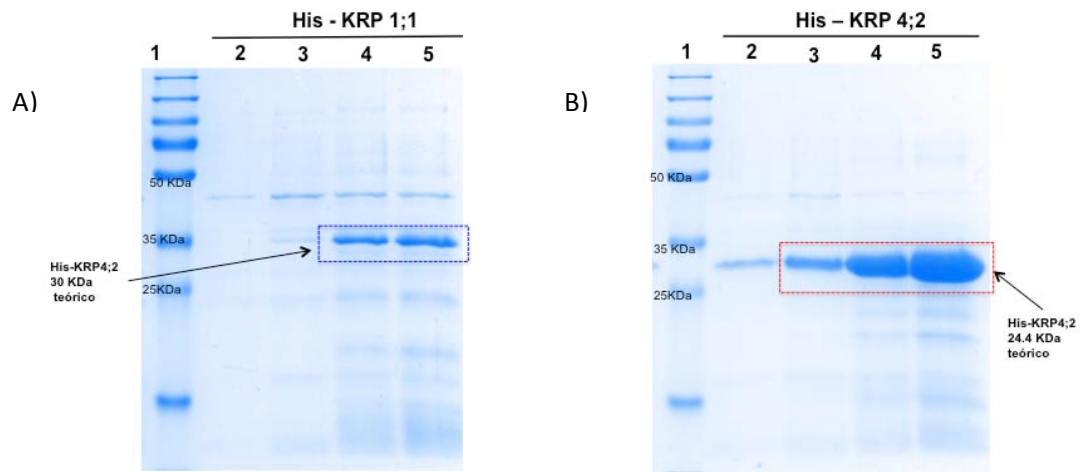 A)
His - KRP 1;1
1 2 3 4 5
50 KDa
35 KDa
25KDa
His-KRP4;2
30 KDa
teórico
B)
His – KRP 4;2
1 2 3 4 5
50 KDa
35 KDa
25KDa
His-KRP4;2
24.4 KDa
teórico